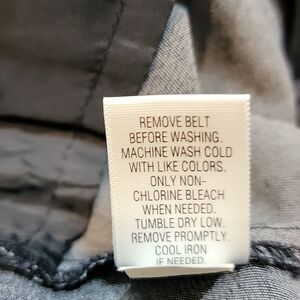 REMOVE BELT
BEFORE WASHING.
MACHINE WASH COLD
WITH LIKE COLORS.
ONLY NON-
CHLORINE BLEACH
WHEN NEEDED.
TUMBLE DRY LOW.
REMOVE PROMPTLY.
COOL IRON
IF NEEDED.